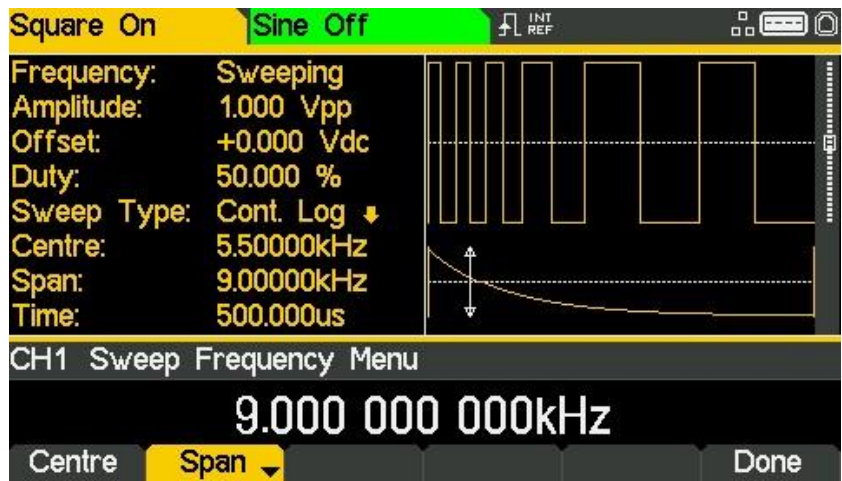 Square On Sine Off INT REF
Frequency: Sweeping
Amplitude: 1.000 Vpp
Offset: +0.000 Vdc
Duty: 50.000 %
Sweep Type: Cont. Log
Centre: 5.50000kHz
Span: 9.00000kHz
Time: 500.000us
CH1 Sweep Frequency Menu
9.000 000 000kHz
Centre Span Done